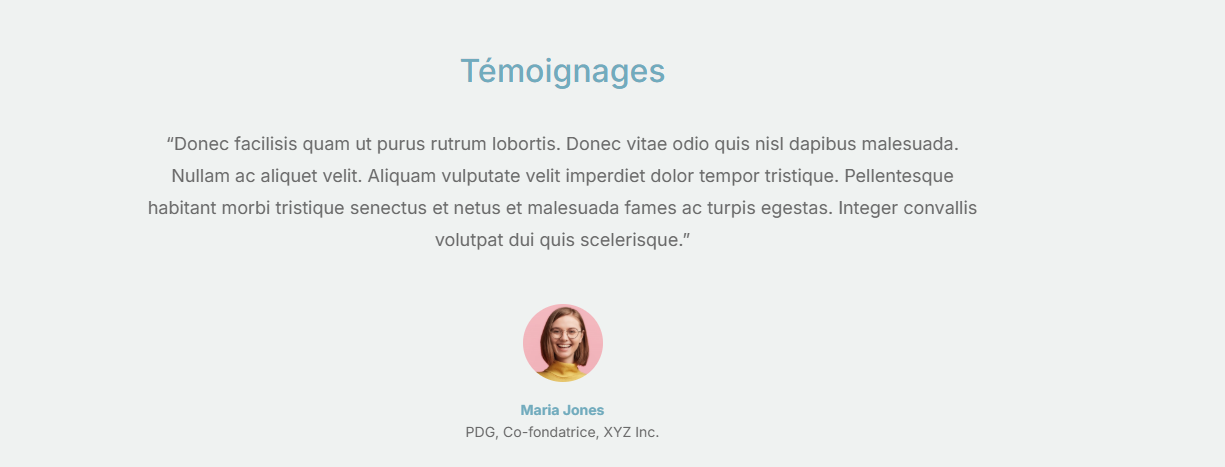 Témoignages
“Donec facilisis quam ut purus rutrum lobortis. Donec vitae odio quis nisl dapibus malesuada.
Nullam ac aliquet velit. Aliquam vulputate velit imperdiet dolor tempor tristique. Pellentesque
habitant morbi tristique senectus et netus et malesuada fames ac turpis egestas. Integer convallis
volutpat dui quis scelerisque.”
Maria Jones
PDG, Co-fondatrice, XYZ Inc.